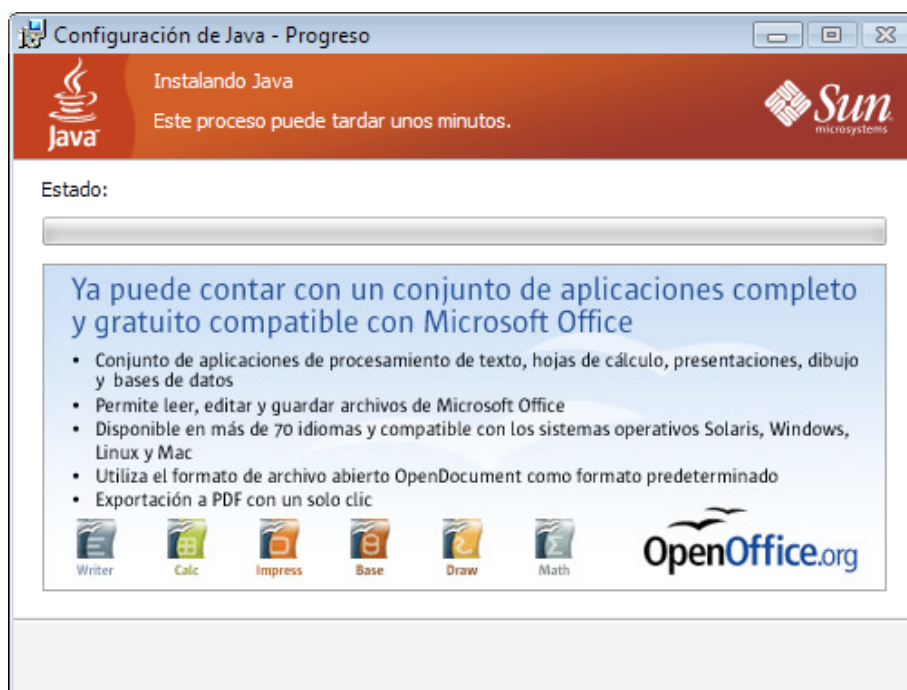 Configuración de Java - Progreso
Instalando Java
Este proceso puede tardar unos minutos.
Java
Sun
microsystems
Estado:
Ya puede contar con un conjunto de aplicaciones completo
y gratuito compatible con Microsoft Office
• Conjunto de aplicaciones de procesamiento de texto, hojas de cálculo, presentaciones, dibujo
y bases de datos
• Permite leer, editar y guardar archivos de Microsoft Office
• Disponible en más de 70 idiomas y compatible con los sistemas operativos Solaris, Windows,
Linux y Mac
• Utiliza el formato de archivo abierto OpenDocument como formato predeterminado
• Exportación a PDF con un solo clic
Writer Calc Impress Base Draw Math
OpenOffice.org